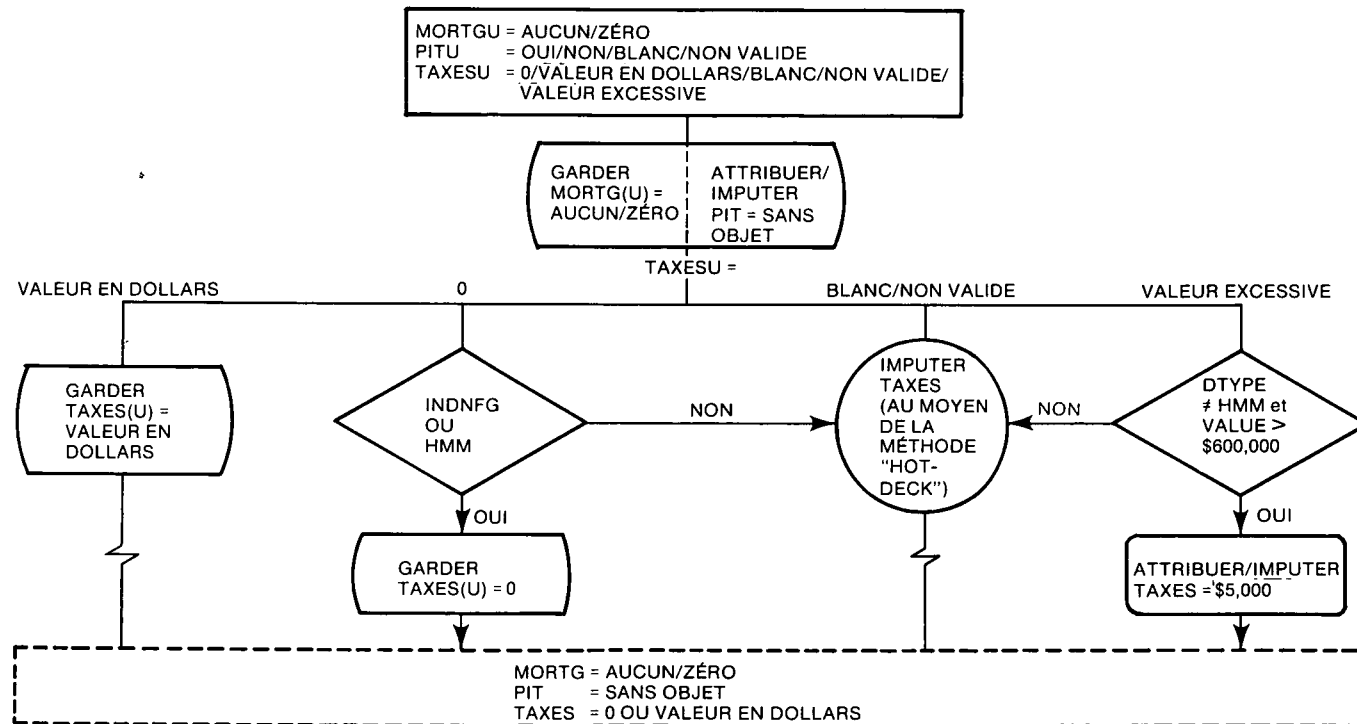 MORTGU = AUCUN/ZÉRO
PITU = OUI/NON/BLANC/NON VALIDE
TAXESU = 0/VALEUR EN DOLLARS/BLANC/NON VALIDE/
VALEUR EXCESSIVE
GARDER
MORTG(U) =
AUCUN/ZÉRO
ATTRIBUER/
IMPUTER
PIT = SANS
OBJET
TAXESU =
VALEUR EN DOLLARS
0
BLANC/NON VALIDE
VALEUR EXCESSIVE
GARDER
TAXES(U) =
VALEUR EN
DOLLARS
INDNFG
OU
HMM
NON
IMPUTER
TAXES
(AU MOYEN
DE LA
MÉTHODE
"HOT-
DECK")
NON
DTYPE
≠ HMM et
VALUE >
$600,000
OUI
OUI
GARDER
TAXES(U) = 0
ATTRIBUER/IMPUTER
TAXES = $5,000
MORTG = AUCUN/ZÉRO
PIT = SANS OBJET
TAXES = 0 OU VALEUR EN DOLLARS